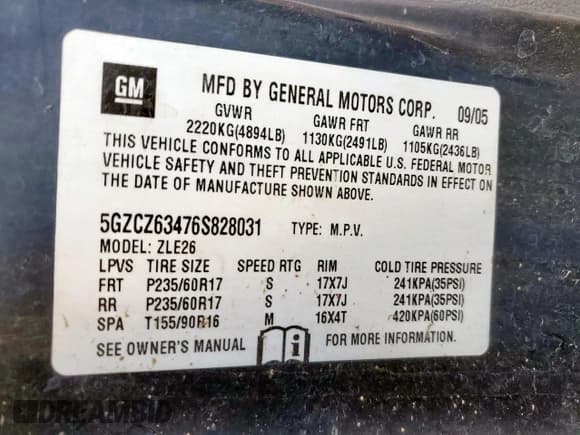 GM
MFD BY GENERAL MOTORS CORP. 09/05
GVWR GAWR FRT GAWR RR
2220KG(4894LB) 1130KG(2491LB) 1105KG(2436LB)
THIS VEHICLE CONFORMS TO ALL APPLICABLE U.S. FEDERAL MOTOR
VEHICLE SAFETY AND THEFT PREVENTION STANDARDS IN EFFECT ON
THE DATE OF MANUFACTURE SHOWN ABOVE.
5GZCZ63476S828031 TYPE: M.P.V.
MODEL: ZLE26
LPVS TIRE SIZE SPEED RTG RIM COLD TIRE PRESSURE
FRT P235/60R17 S 17X7J 241KPA(35PSI)
RR P235/60R17 S 17X7J 241KPA(35PSI)
SPA T155/90R16 M 16X4T 420KPA(60PSI)
SEE OWNER'S MANUAL i FOR MORE INFORMATION.
DREAMBID